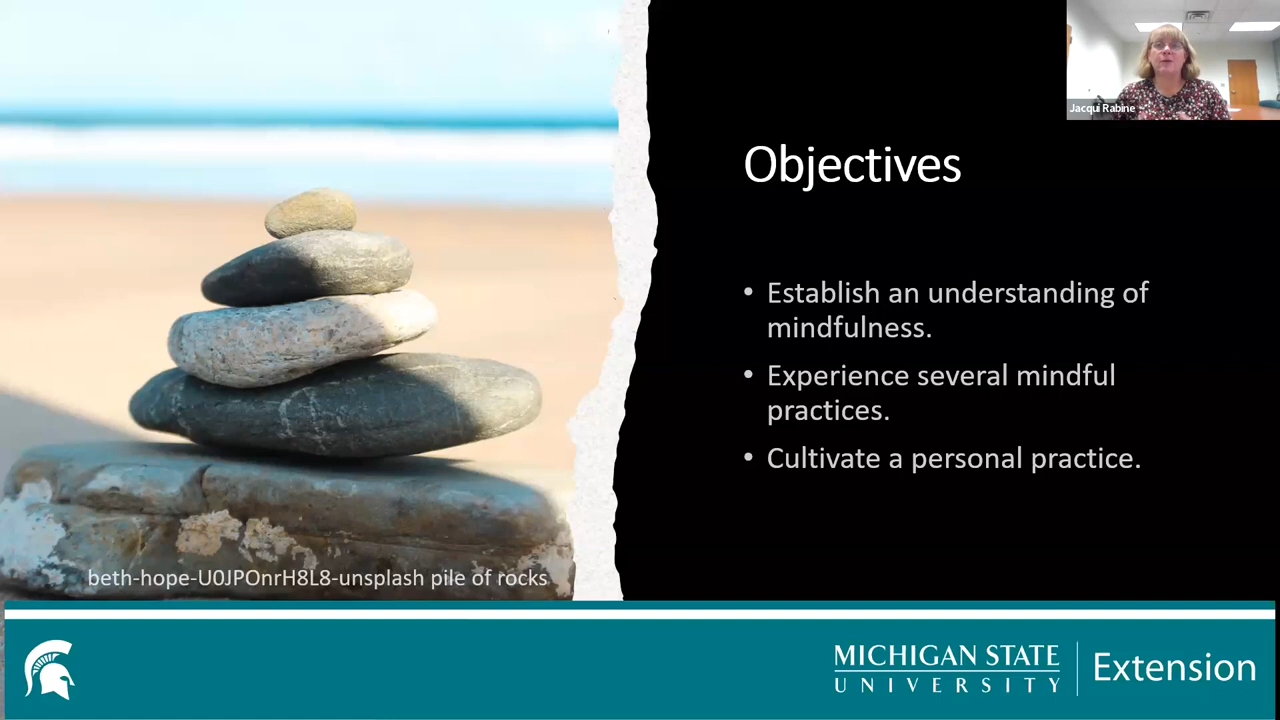 Jacqui Rabine
Objectives
• Establish an understanding of
mindfulness.
• Experience several mindful
practices.
• Cultivate a personal practice.
beth-hope-U0JPOnrH8L8-unsplash pile of rocks
MICHIGAN STATE
UNIVERSITY
Extension